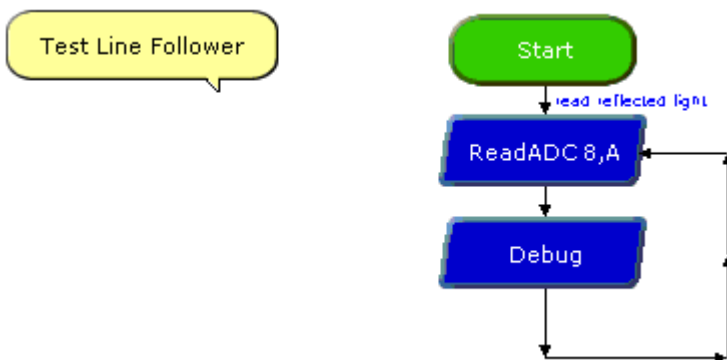 Test Line Follower
Start
read reflected light
ReadADC 8,A
Debug